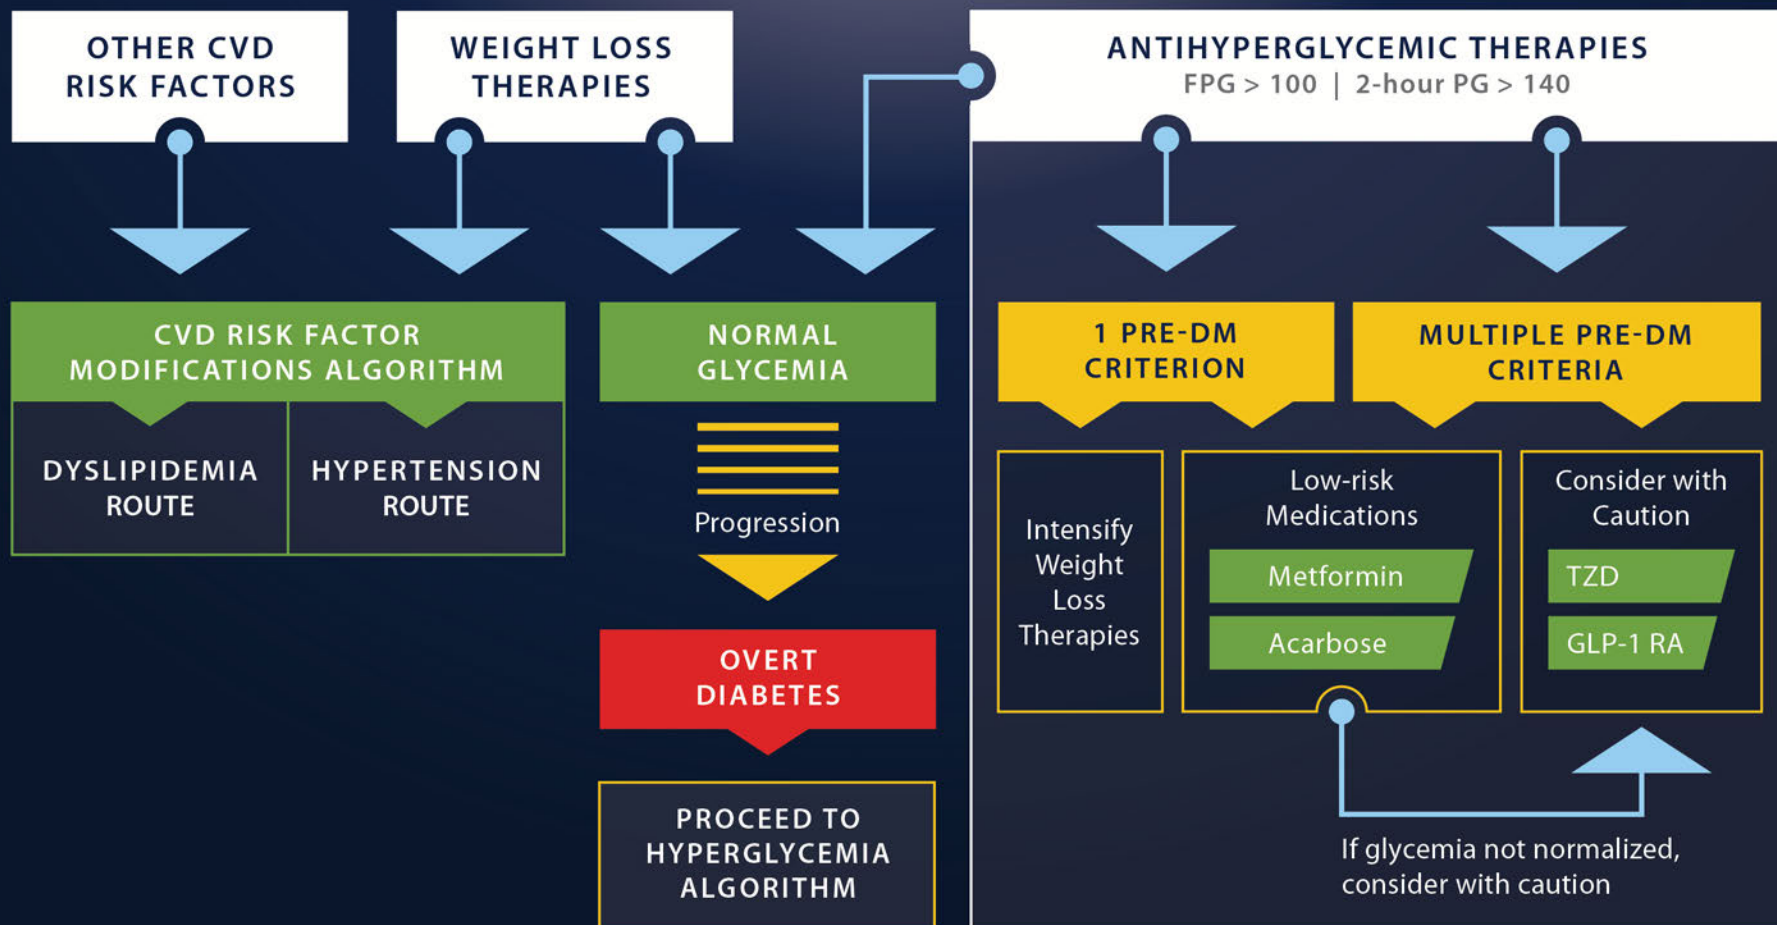 OTHER CVD
RISK FACTORS
WEIGHT LOSS
THERAPIES
ANTIHYPERGLYCEMIC THERAPIES
FPG > 100 | 2-hour PG > 140
CVD RISK FACTOR
MODIFICATIONS ALGORITHM
DYSLIPIDEMIA
ROUTE
HYPERTENSION
ROUTE
NORMAL
GLYCEMIA
Progression
OVERT
DIABETES
PROCEED TO
HYPERGLYCEMIA
ALGORITHM
1 PRE-DM
CRITERION
MULTIPLE PRE-DM
CRITERIA
Intensify
Weight
Loss
Therapies
Low-risk
Medications
Metformin
Acarbose
Consider with
Caution
TZD
GLP-1 RA
If glycemia not normalized,
consider with caution